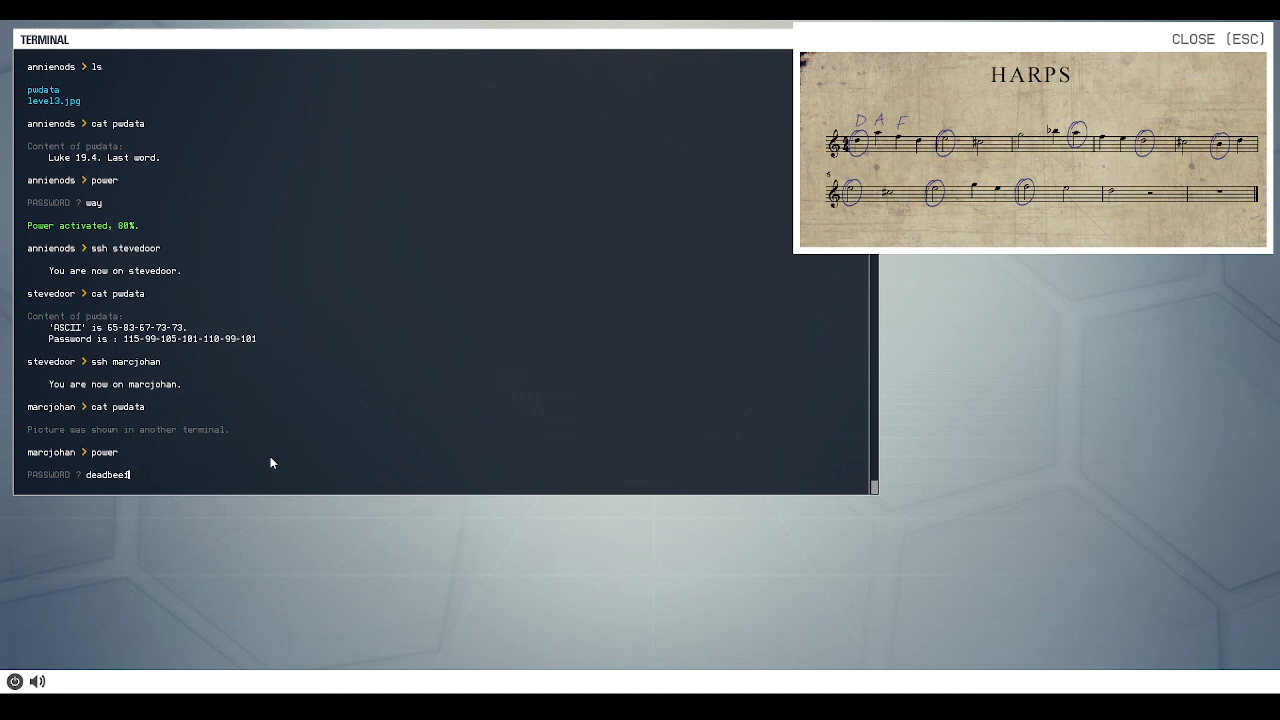 TERMINAL
CLOSE (ESC)
anniends > ls
pwdata
level3.jpg
annienods > cat pwdata
Content of pwdata:
Luke 19.4. Last word.
annienods > power
PASSWORD ? way
Power activated, 80%.
annienods > ssh stevedoor
You are now on stevedoor.
stevedoor > cat pwdata
Content of pwdata:
'ASCII' is 65-83-67-73-73.
Password is : 115-99-105-101-110-99-101
stevedoor > ssh marcjohan
You are now on marcjohan.
marcjohan > cat pwdata
Picture was shown in another terminal.
marcjohan > power
PASSWORD ? deadbeef
HARPS
D A F